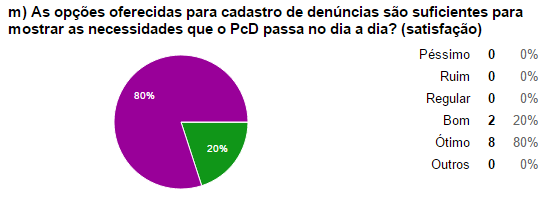 m) As opções oferecidas para cadastro de denúncias são suficientes para
mostrar as necessidades que o PcD passa no dia a dia? (satisfação)
80%
20%
Péssimo 0 0%
Ruim 0 0%
Regular 0 0%
Bom 2 20%
Ótimo 8 80%
Outros 0 0%